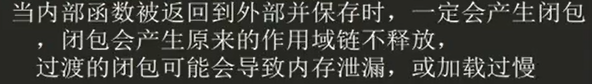 当内部函数被返回到外部并保存时，一定会产生闭包
，闭包会产生原来的作用域链不释放，
过渡的闭包可能会导致内存泄漏，或加载过慢